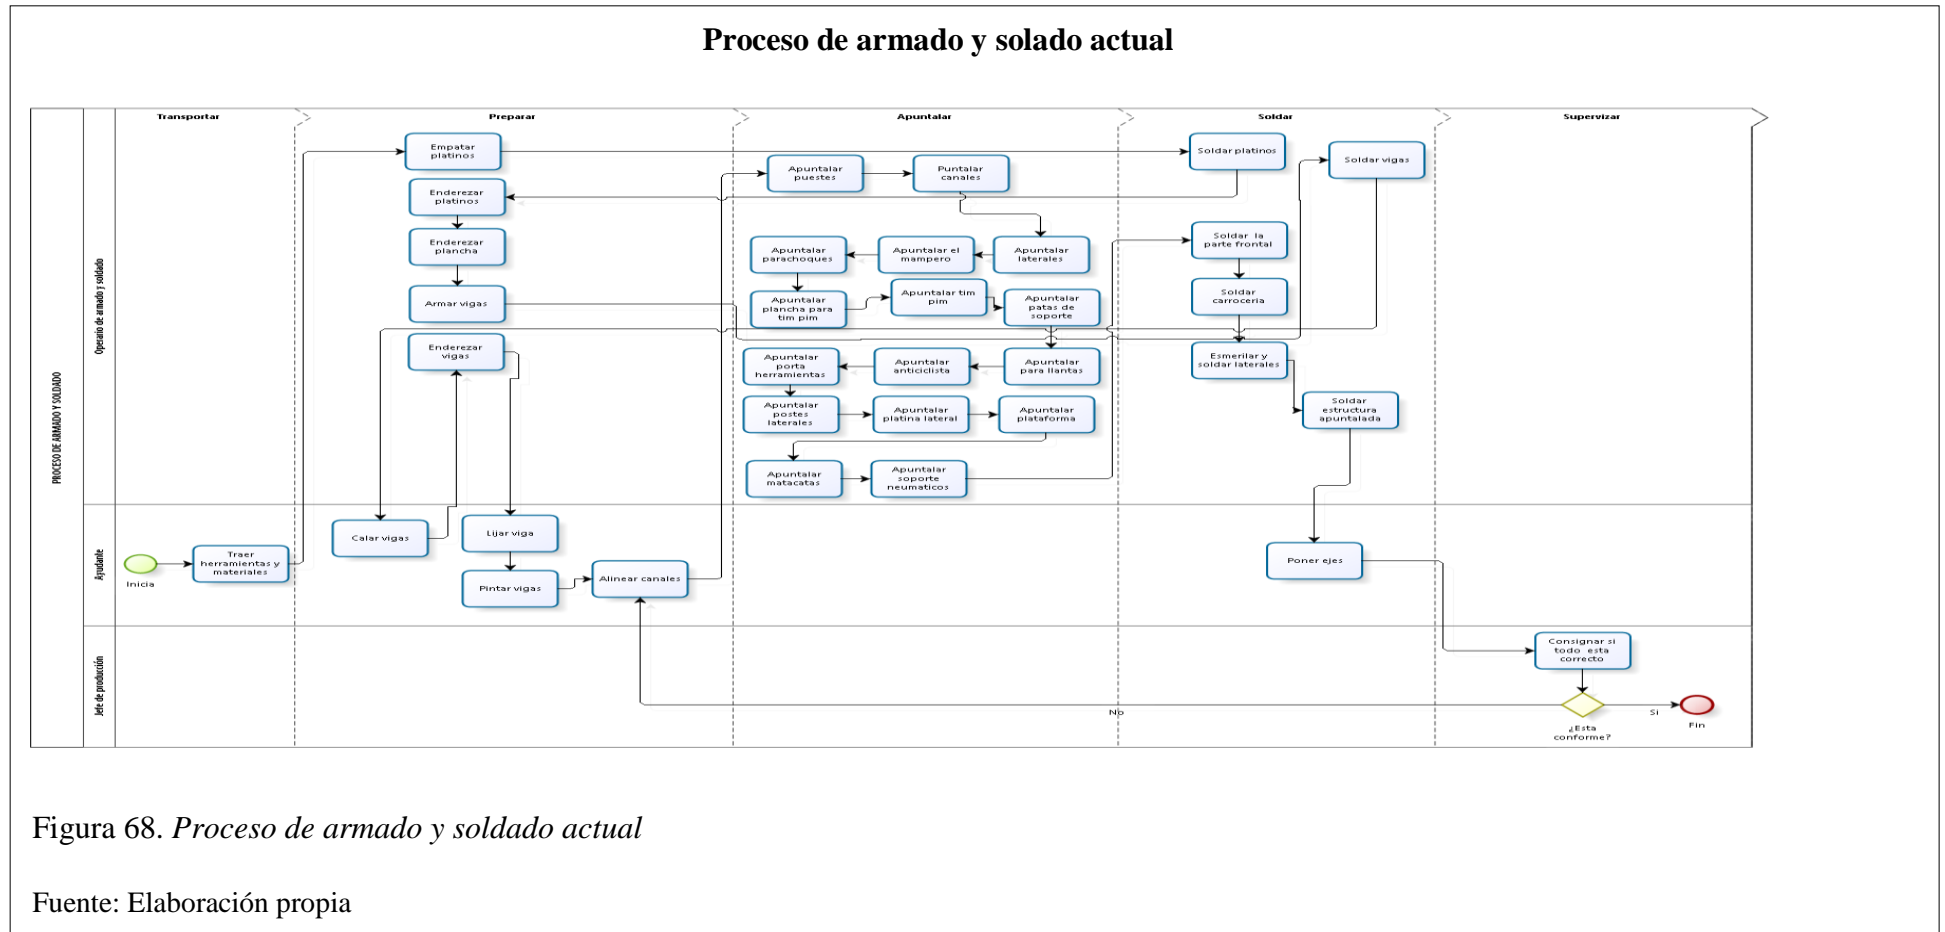 Proceso de armado y solado actual
Transportar
Preparar
Apuntalar
Soldar
Supervizar
PROCESO DE ARMADO Y SOLDADO
Operario de armado y soldado
Empatar
platinos
Enderezar
platinos
Enderezar
plancha
Armar vigas
Enderezar
vigas
Apuntalar
puestes
Puntalar
canales
Apuntalar
parachoques
Apuntalar el
mampero
Apuntalar
laterales
Apuntalar
plancha para
tim pim
Apuntalar tim
pim
Apuntalar
patas de
soporte
Apuntalar
porta
herramientas
Apuntalar
anticiclista
Apuntalar
para llantas
Apuntalar
postes
laterales
Apuntalar
platina lateral
Apuntalar
plataforma
Apuntalar
matacatas
Apuntalar
soporte
neumaticos
Soldar platinos
Soldar vigas
Soldar la
parte frontal
Soldar
carroceria
Esmerilar y
soldar laterales
Soldar
estructura
apuntalada
Ayudante
Inicia
Traer
herramientas y
materiales
Calar vigas
Lijar viga
Pintar vigas
Alinear canales
Poner ejes
Jefe de producción
Consignar si
todo esta
correcto
¿Esta
conforme?
No
Si
Fin
Figura 68. Proceso de armado y soldado actual
Fuente: Elaboración propia